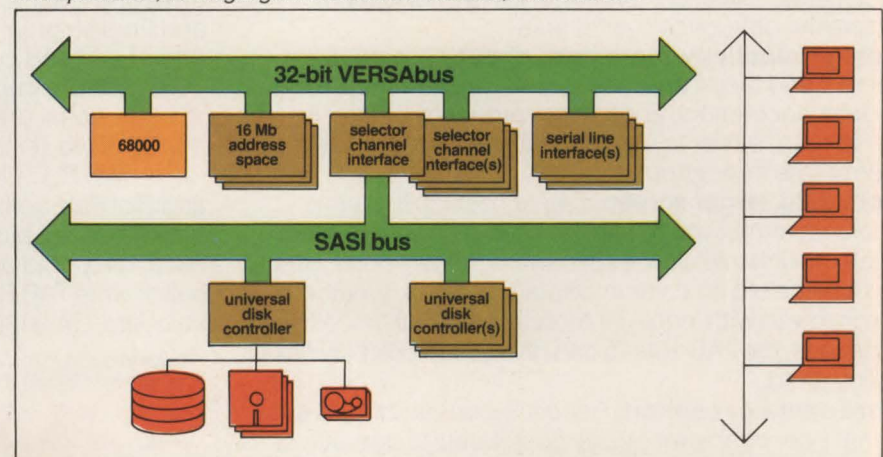 32-bit VERSAbus
68000
16 Mb
address
space
selector
channel
interface
selector
channel
interface(s)
serial line
interface(s)
SASI bus
universal
disk
controller
universal
disk
controller(s)